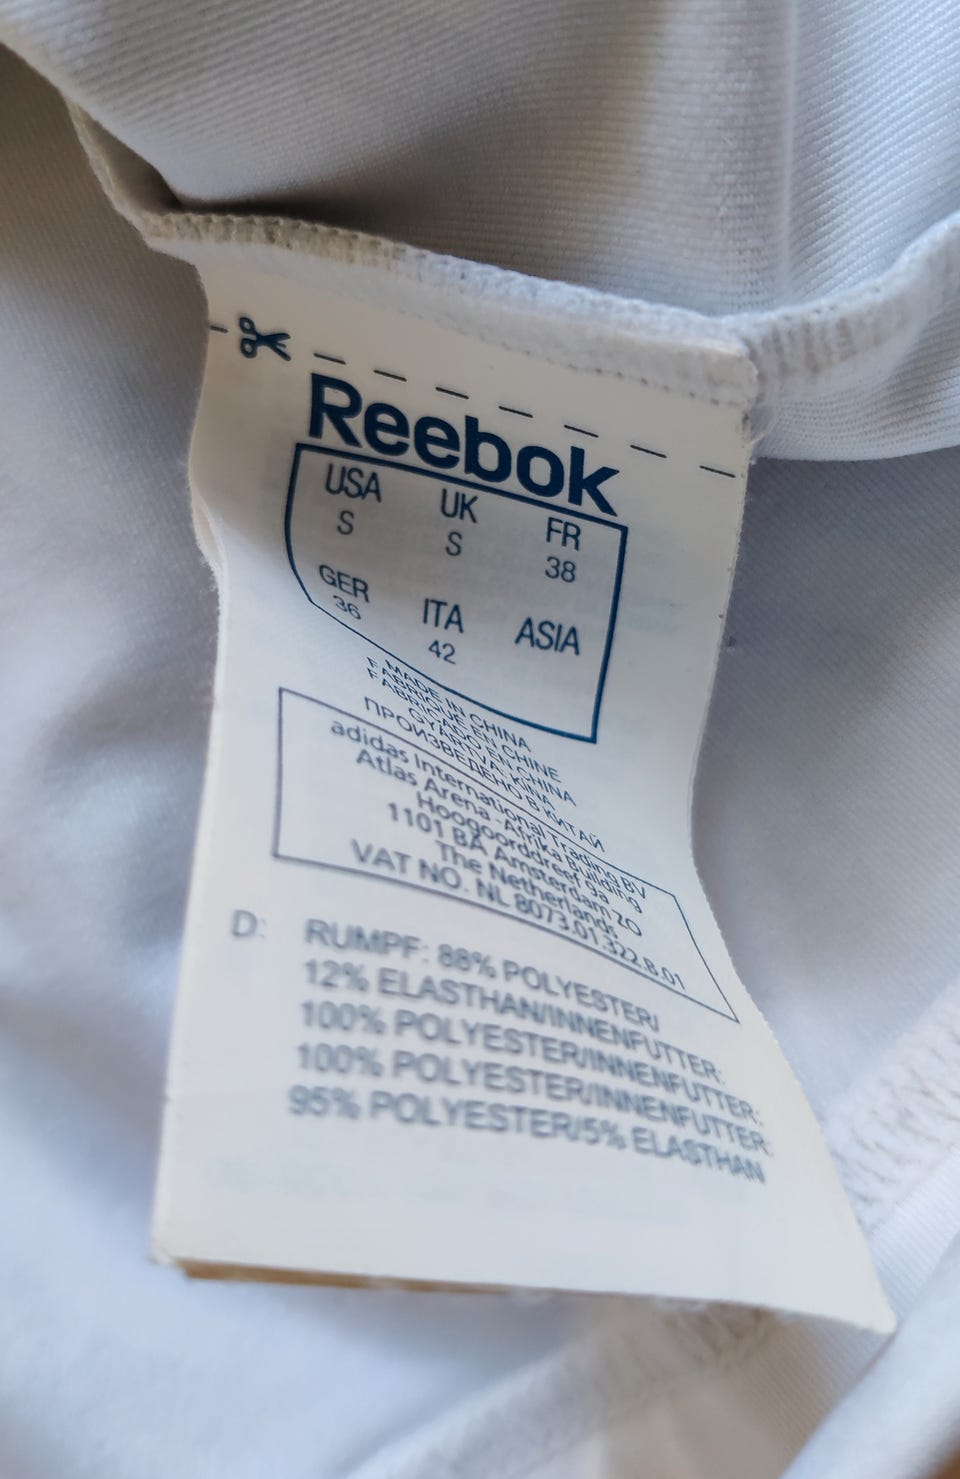 Reebok
USA UK FR
S S 38
GER ITA ASIA
36 42
MADE IN CHINA
FABRIQUÉ EN CHINE
FABRICADO EN CHINA
GYÁRTVA: KÍNA
ПРОИЗВЕДЕНО В КИТАЙ
adidas International Trading BV
Atlas Arena - Afrika Building
Hoogoorddreef 9a
1101 BA Amsterdam ZO
The Netherlands
VAT NO. NL 8073.01.322.B.01
D: RUMPF: 88% POLYESTER/
12% ELASTHAN/INNENFUTTER:
100% POLYESTER/INNENFUTTER:
100% POLYESTER/INNENFUTTER:
95% POLYESTER/5% ELASTHAN